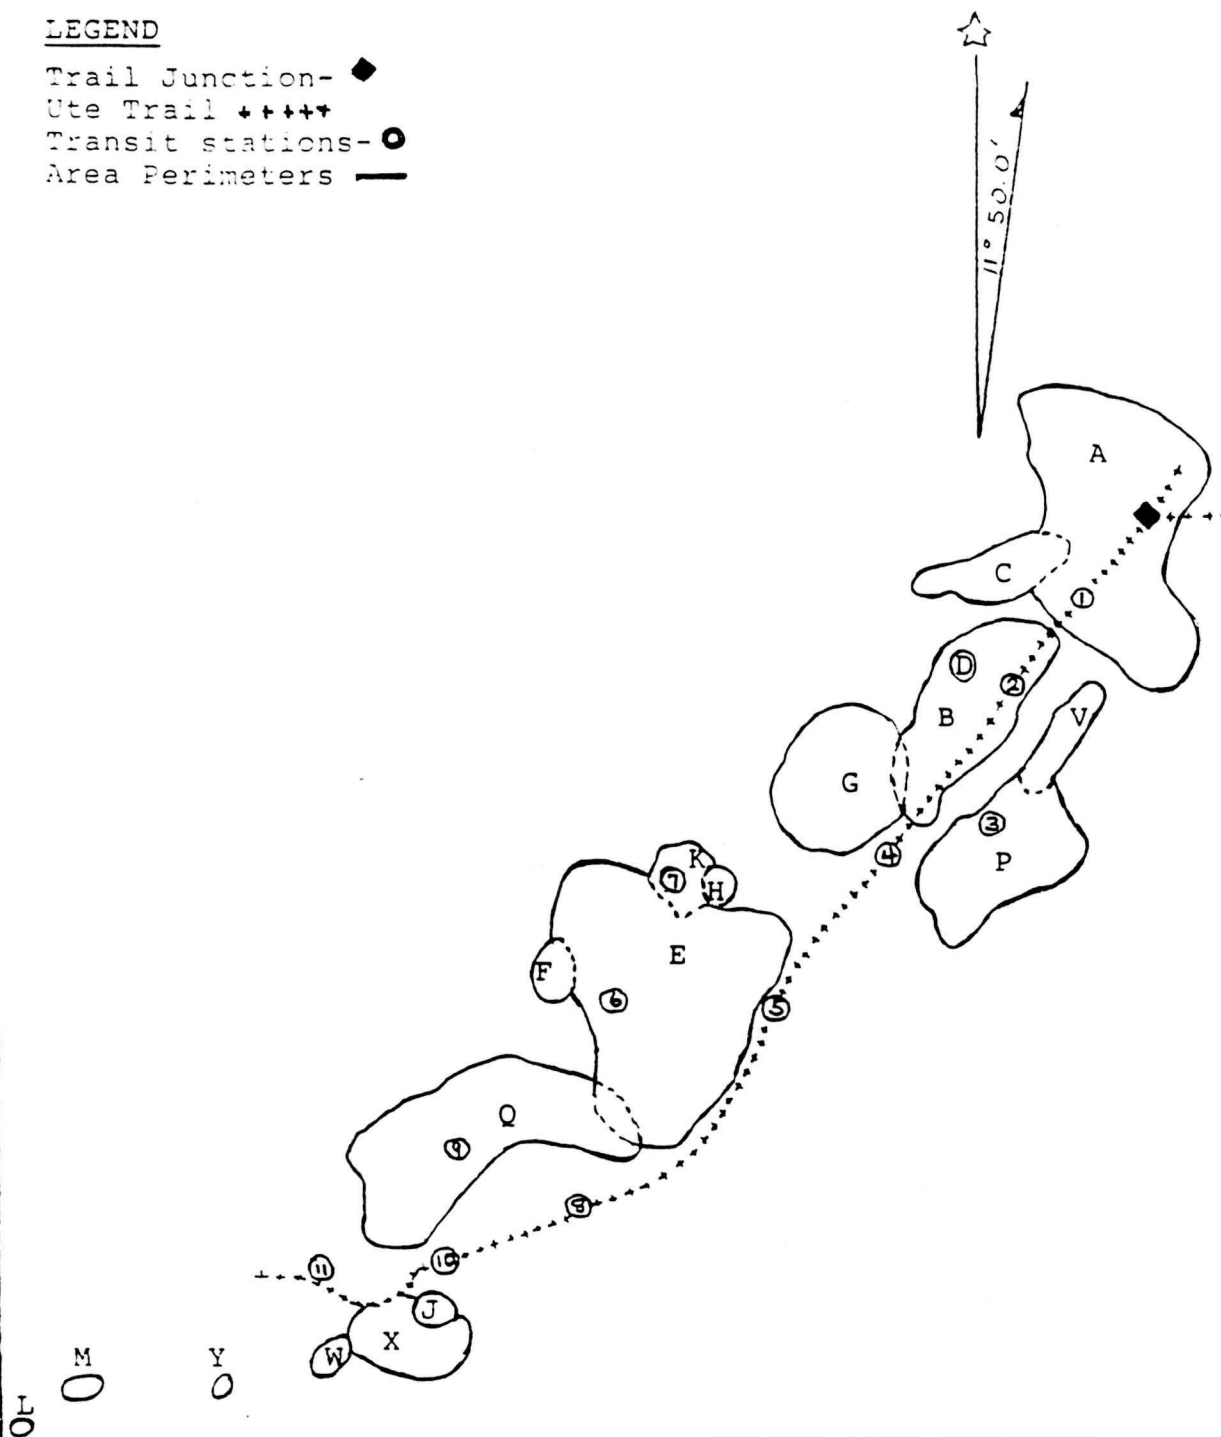 LEGEND
Trail Junction-
Ute Trail
Transit stations-
Area Perimeters
11° 50.0'
A
C
1
D
2
B
V
G
3
4
P
K
7
H
E
F
6
5
Q
9
8
11
10
J
X
W
M
Y
L